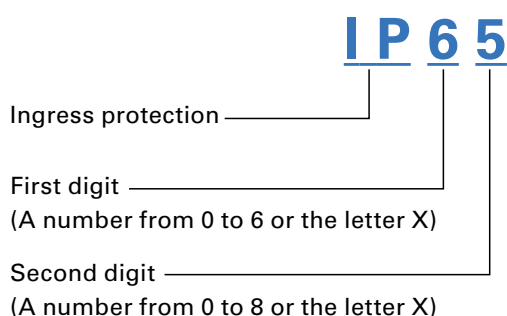 IP65
Ingress protection
First digit
(A number from 0 to 6 or the letter X)
Second digit
(A number from 0 to 8 or the letter X)